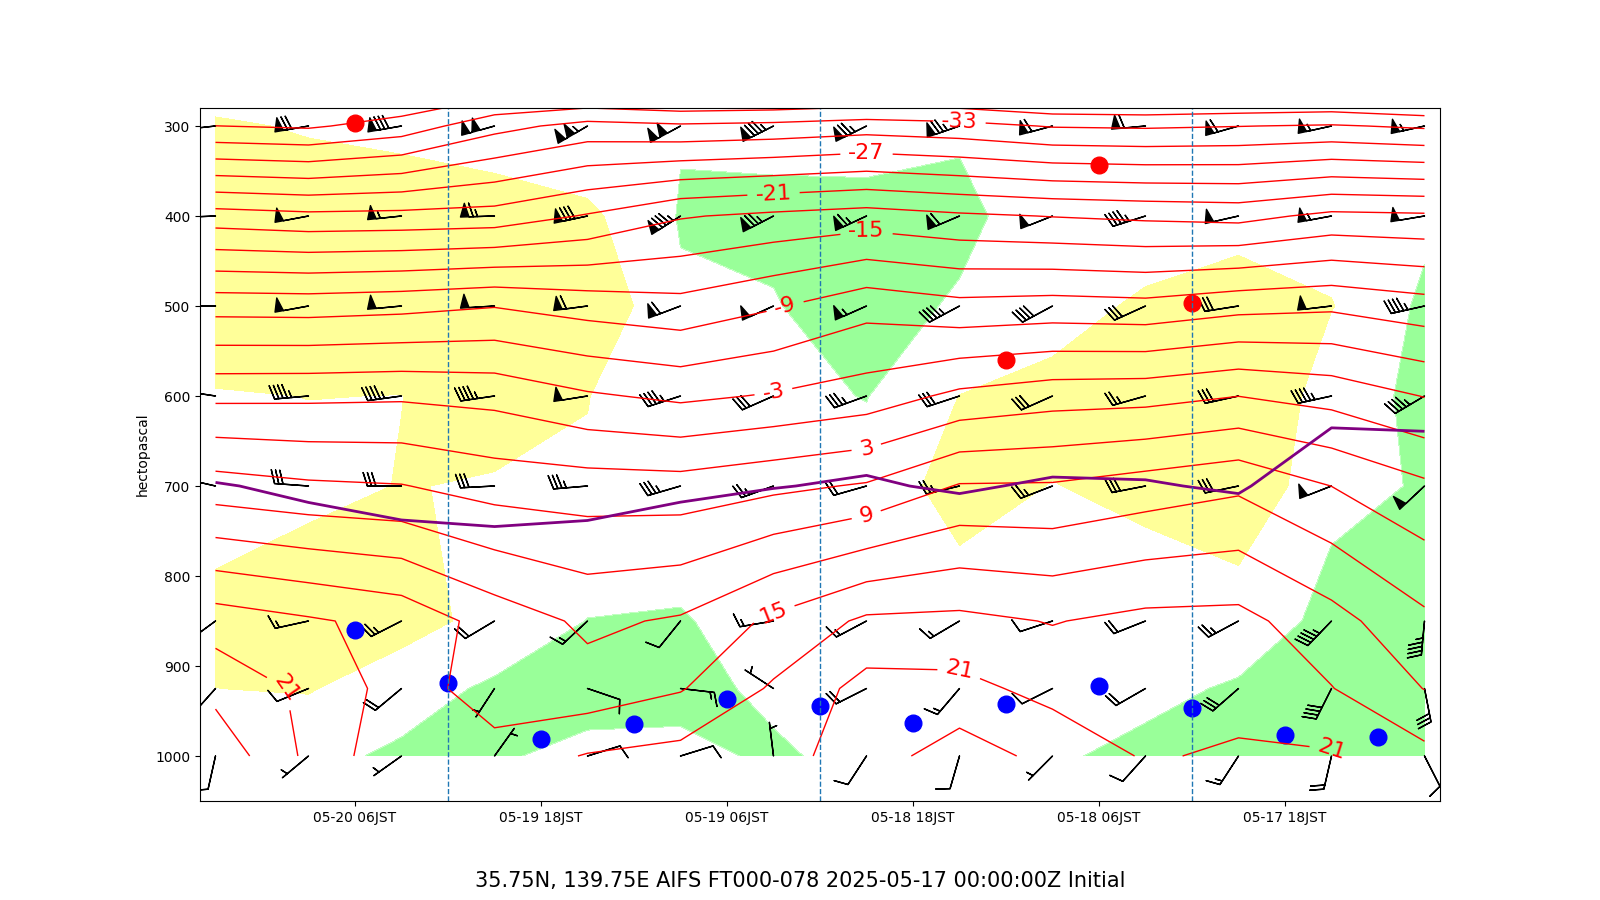 300
400
500
600
700
800
900
1000
hectopascal
-33
-27
-21
-15
-9
-3
3
9
15
21
21
21
05-20 06JST
05-19 18JST
05-19 06JST
05-18 18JST
05-18 06JST
05-17 18JST
35.75N, 139.75E AIFS FT000-078 2025-05-17 00:00:00Z Initial